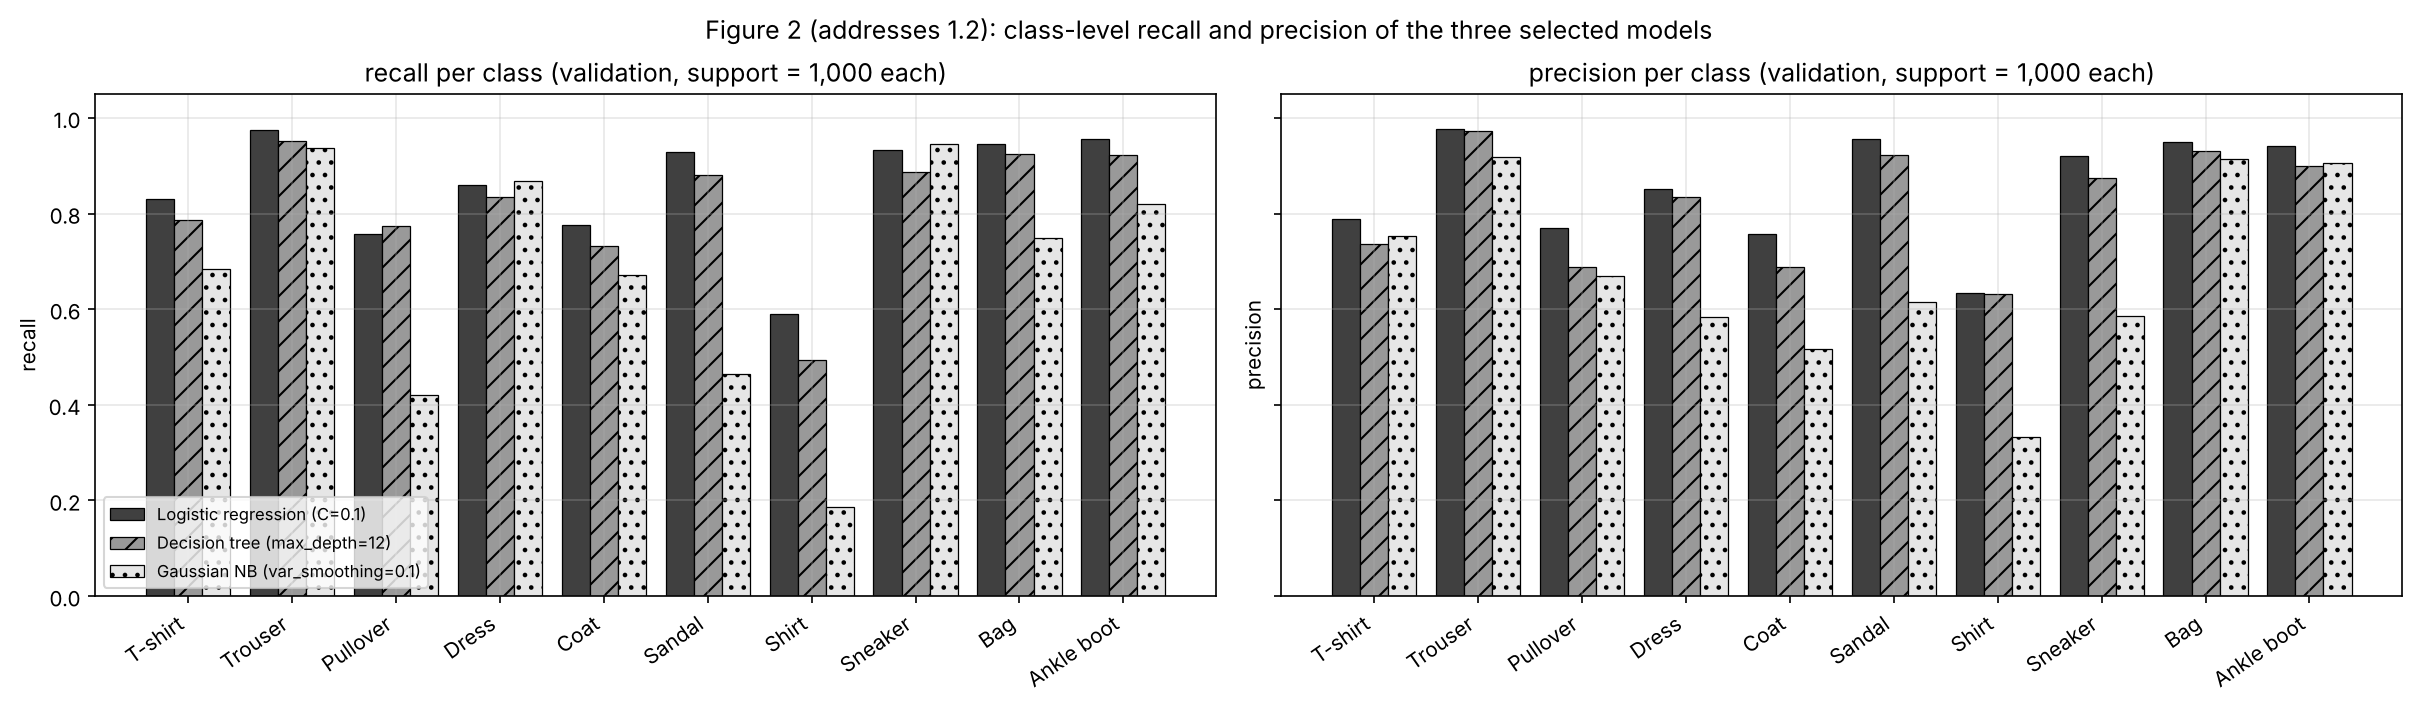 Figure 2 (addresses 1.2): class-level recall and precision of the three selected models
recall per class (validation, support = 1,000 each)
recall
1.0
0.8
0.6
0.4
0.2
0.0
Logistic regression (C=0.1)
Decision tree (max_depth=12)
Gaussian NB (var_smoothing=0.1)
T-shirt
Trouser
Pullover
Dress
Coat
Sandal
Shirt
Sneaker
Bag
Ankle boot
precision per class (validation, support = 1,000 each)
precision
T-shirt
Trouser
Pullover
Dress
Coat
Sandal
Shirt
Sneaker
Bag
Ankle boot